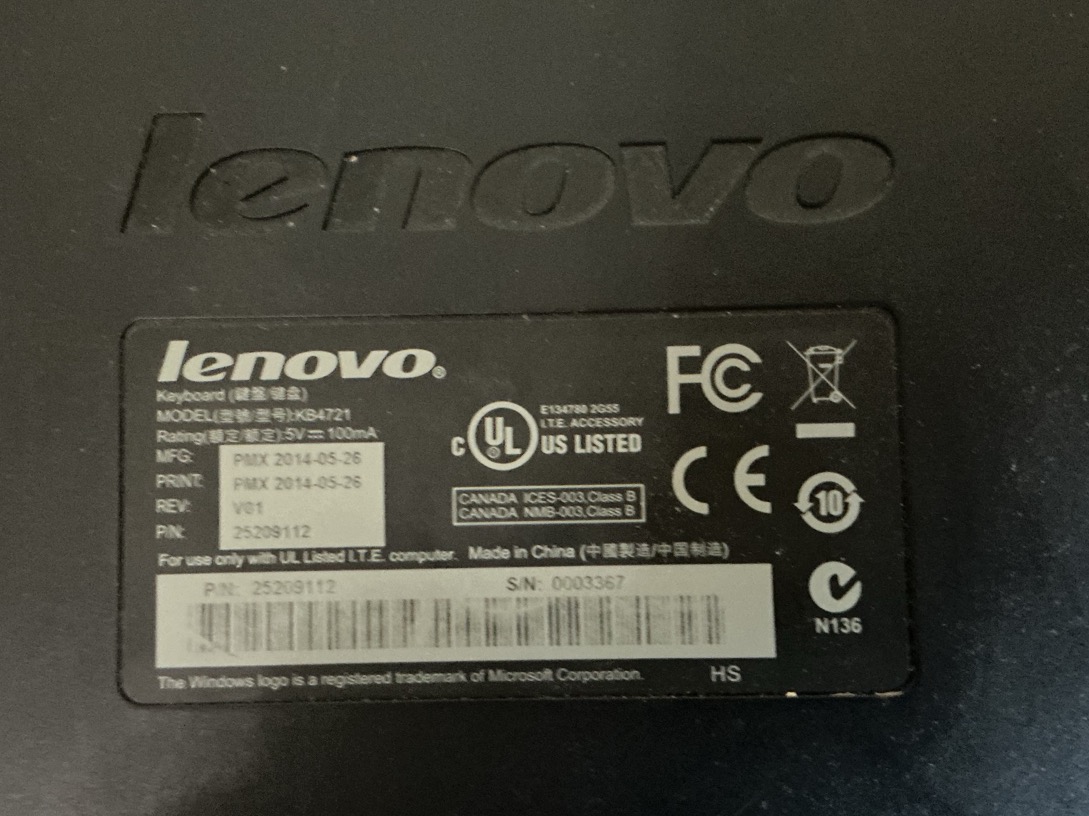 lenovo
lenovo®
Keyboard (鍵盤/键盘)
MODEL(型號/型号):KB4721
Rating(額定/额定):5V⎓100mA
MFG: PMX 2014-05-26
PRINT: PMX 2014-05-26
REV: V01
P/N: 25209112
C UL ® US LISTED
E134780 2G55
I.T.E. ACCESSORY
CANADA ICES-003,Class B
CANADA NMB-003,Class B
FC
CE
10
N136
For use only with UL Listed I.T.E. computer. Made in China (中國製造/中国制造)
P/N: 25209112 S/N: 0003367
The Windows logo is a registered trademark of Microsoft Corporation. HS